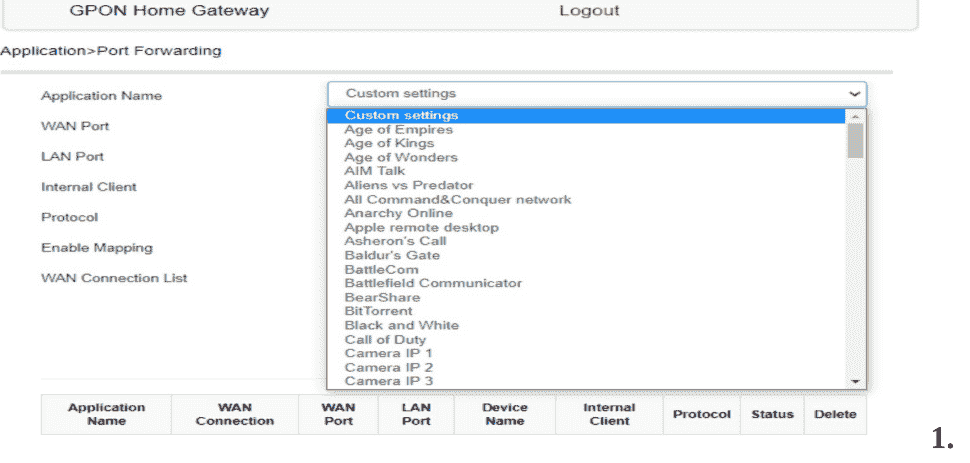 GPON Home Gateway Logout
Application>Port Forwarding
Application Name Custom settings
WAN Port
LAN Port
Internal Client
Protocol
Enable Mapping
WAN Connection List
Custom settings
Age of Empires
Age of Kings
Age of Wonders
AIM Talk
Aliens vs Predator
All Command&Conquer network
Anarchy Online
Apple remote desktop
Asheron's Call
Baldur's Gate
BattleCom
Battlefield Communicator
BearShare
BitTorrent
Black and White
Call of Duty
Camera IP 1
Camera IP 2
Camera IP 3
Application Name WAN Connection WAN Port LAN Port Device Name Internal Client Protocol Status Delete
1.